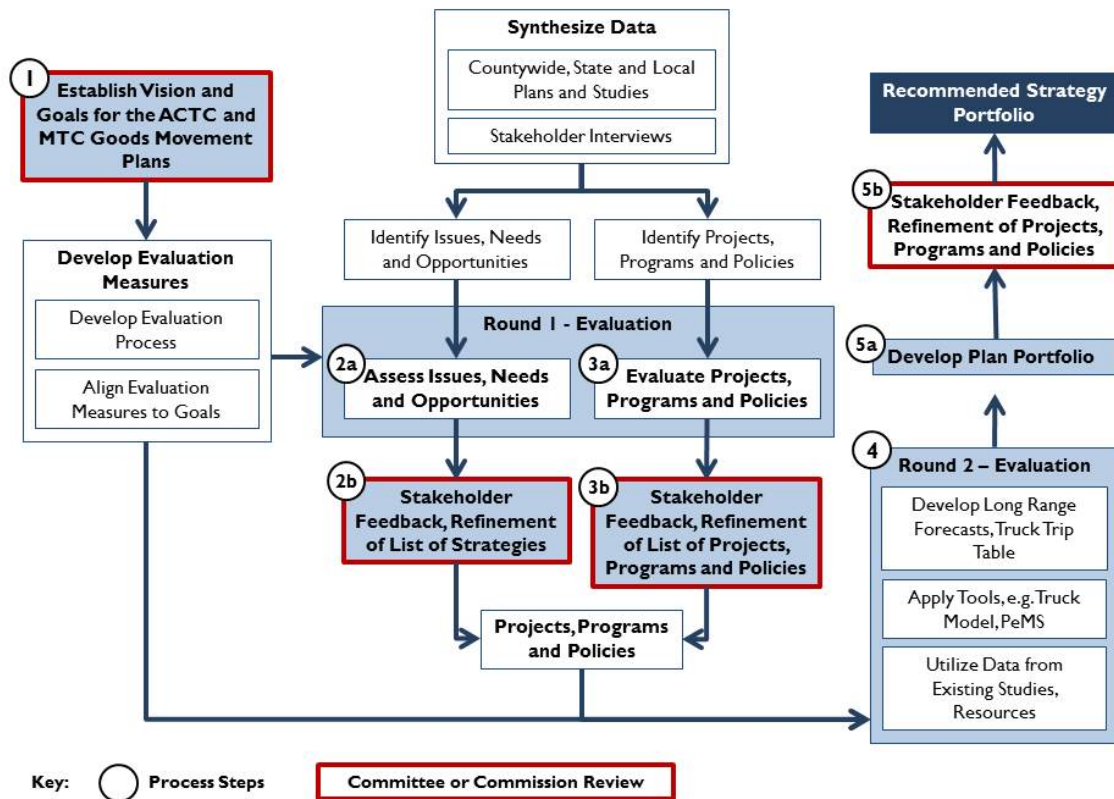 1
Establish Vision and
Goals for the ACTC and
MTC Goods Movement
Plans
Develop Evaluation
Measures
Develop Evaluation
Process
Align Evaluation
Measures to Goals
Synthesize Data
Countywide, State and Local
Plans and Studies
Stakeholder Interviews
Identify Issues, Needs
and Opportunities
Identify Projects,
Programs and Policies
Round 1 - Evaluation
2a
Assess Issues, Needs
and Opportunities
3a
Evaluate Projects,
Programs and Policies
2b
Stakeholder
Feedback, Refinement
of List of Strategies
3b
Stakeholder
Feedback, Refinement
of List of Projects,
Programs and Policies
Projects, Programs
and Policies
Recommended Strategy
Portfolio
5b
Stakeholder Feedback,
Refinement of Projects,
Programs and Policies
5a
Develop Plan Portfolio
4
Round 2 – Evaluation
Develop Long Range
Forecasts, Truck Trip
Table
Apply Tools, e.g. Truck
Model, PeMS
Utilize Data from
Existing Studies,
Resources
Key:
Process Steps
Committee or Commission Review